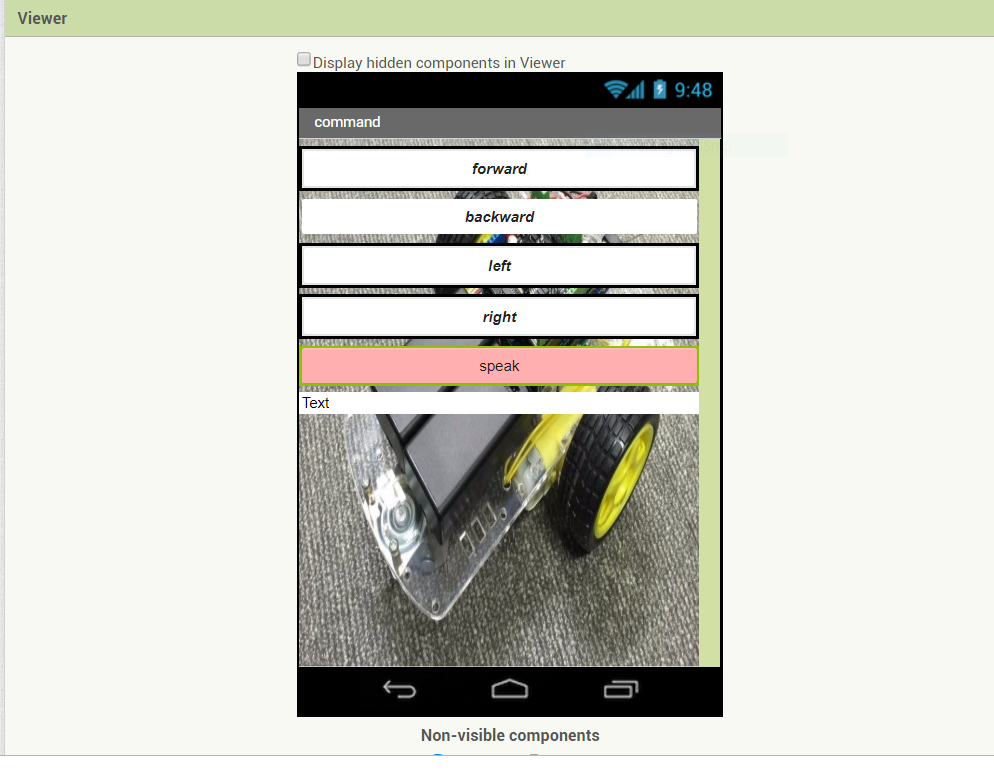 Viewer
Display hidden components in Viewer
9:48
command
forward
backward
left
right
speak
Text
Non-visible components